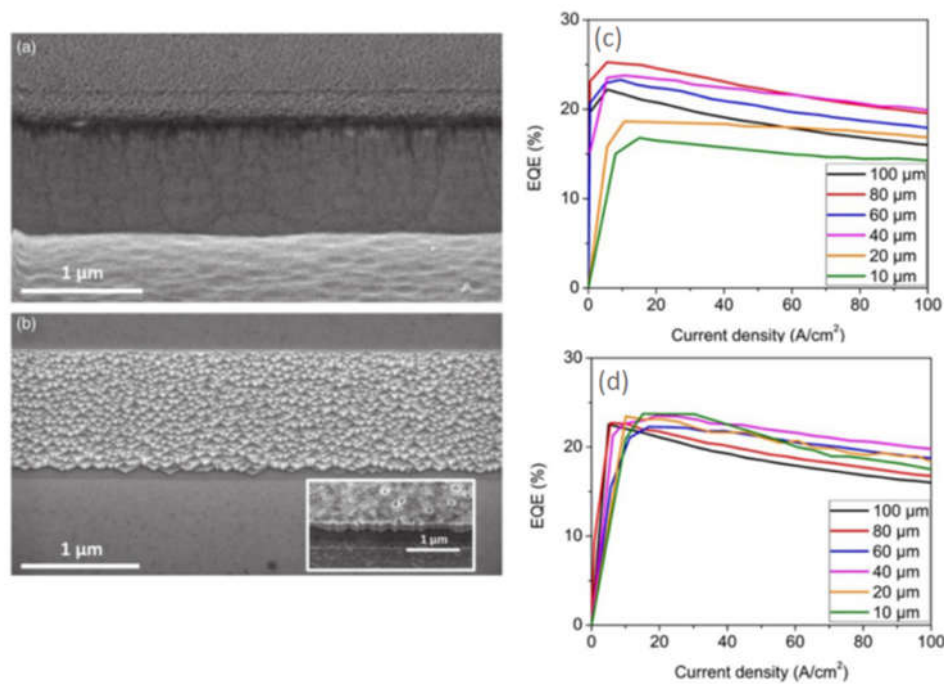 (a)
1 µm
(b)
1 µm
1 µm
(c)
30
20
10
0
EQE (%)
100 µm
80 µm
60 µm
40 µm
20 µm
10 µm
0 20 40 60 80 100
Current density (A/cm²)
(d)
30
20
10
0
EQE (%)
100 µm
80 µm
60 µm
40 µm
20 µm
10 µm
0 20 40 60 80 100
Current density (A/cm²)